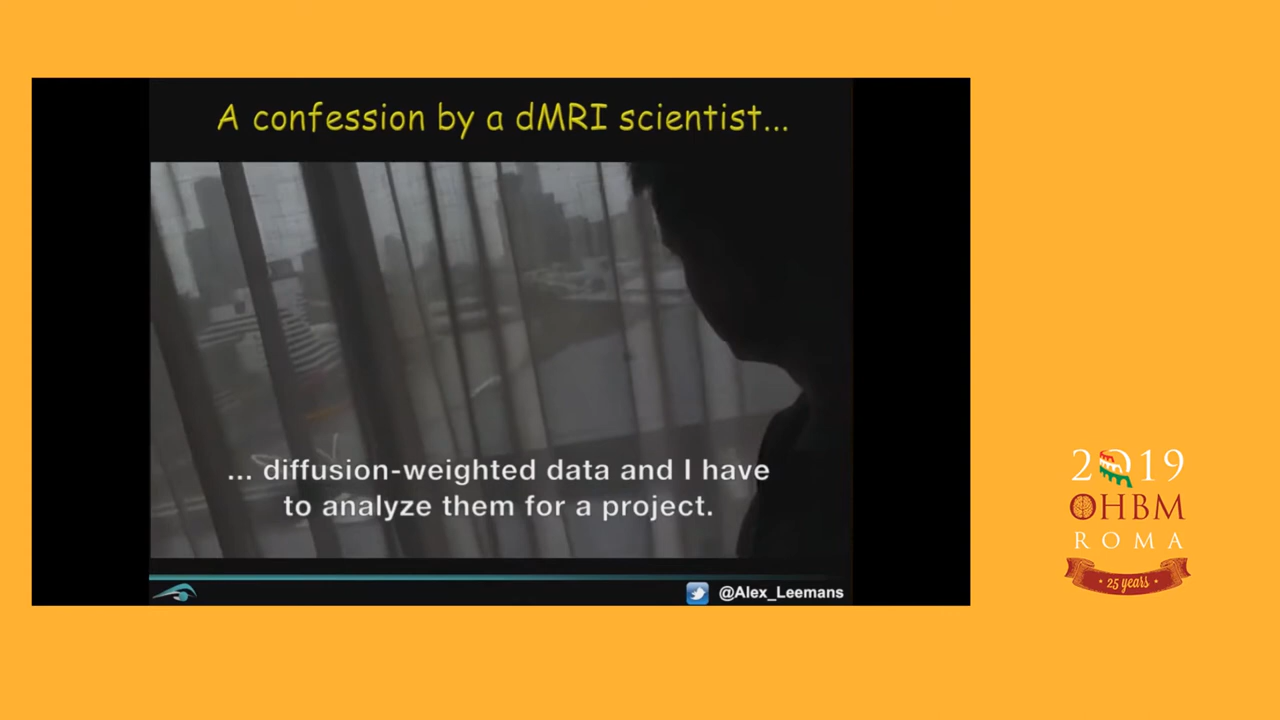 A confession by a dMRI scientist...
... diffusion-weighted data and I have
to analyze them for a project.
@Alex_Leemans
2019
OHBM
ROMA
• 25 years •